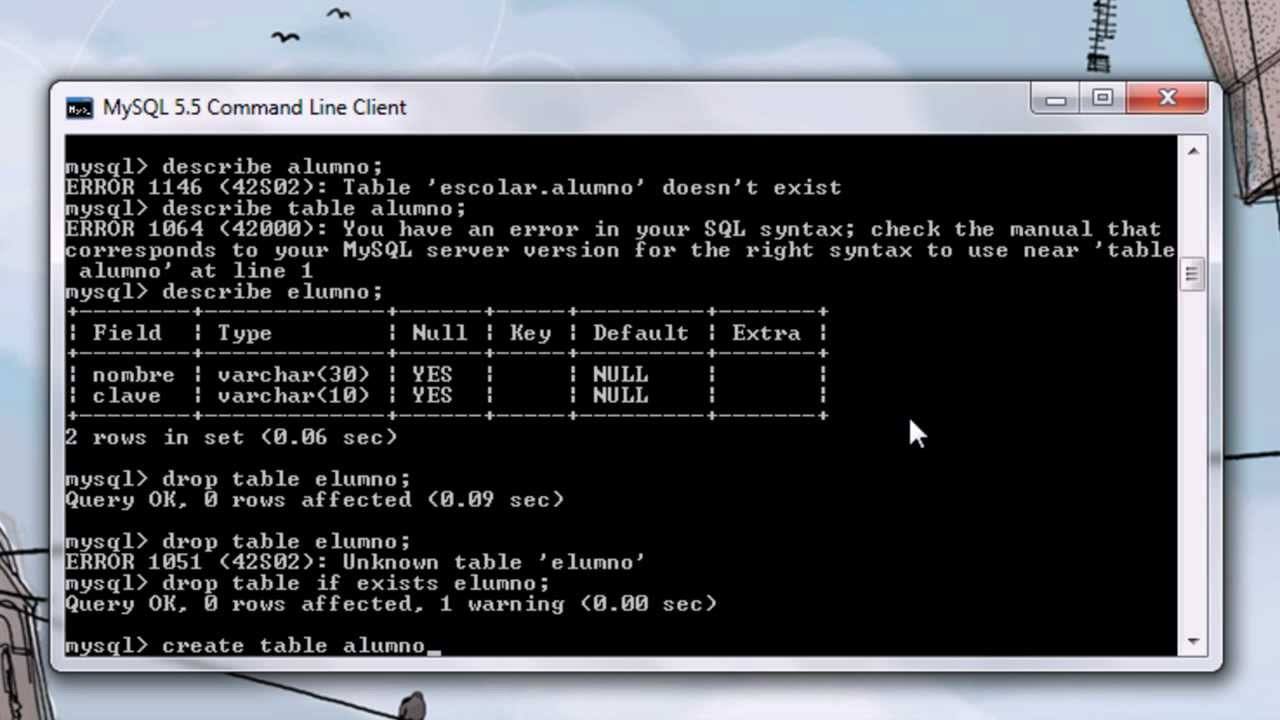 MySQL 5.5 Command Line Client
mysql> describe alumno;
ERROR 1146 (42S02): Table 'escolar.alumno' doesn't exist
mysql> describe table alumno;
ERROR 1064 (42000): You have an error in your SQL syntax; check the manual that
corresponds to your MySQL server version for the right syntax to use near 'table
 alumno' at line 1
mysql> describe elumno;
+--------+-------------+------+-----+---------+-------+
| Field  | Type        | Null | Key | Default | Extra |
+--------+-------------+------+-----+---------+-------+
| nombre | varchar(30) | YES  |     | NULL    |       |
| clave  | varchar(10) | YES  |     | NULL    |       |
+--------+-------------+------+-----+---------+-------+
2 rows in set (0.06 sec)
mysql> drop table elumno;
Query OK, 0 rows affected (0.09 sec)
mysql> drop table elumno;
ERROR 1051 (42S02): Unknown table 'elumno'
mysql> drop table if exists elumno;
Query OK, 0 rows affected, 1 warning (0.00 sec)
mysql> create table alumno_